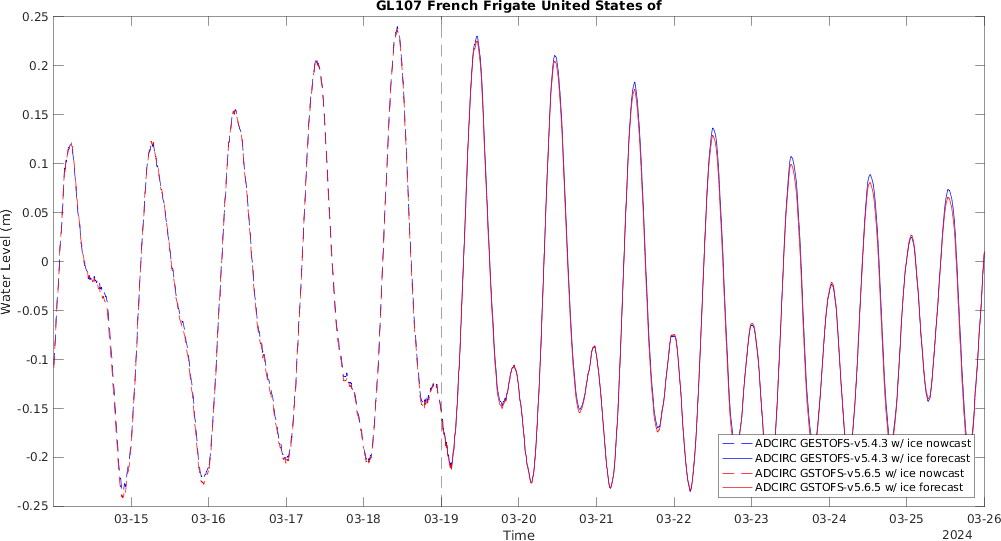 GL107 French Frigate United States of
0.25
0.2
0.15
0.1
0.05
0
-0.05
-0.1
-0.15
-0.2
-0.25
Water Level (m)
ADCIRC GESTOFS-v5.4.3 w/ ice nowcast
ADCIRC GESTOFS-v5.4.3 w/ ice forecast
ADCIRC GSTOFS-v5.6.5 w/ ice nowcast
ADCIRC GSTOFS-v5.6.5 w/ ice forecast
03-15 03-16 03-17 03-18 03-19 03-20 03-21 03-22 03-23 03-24 03-25 03-26
Time
2024